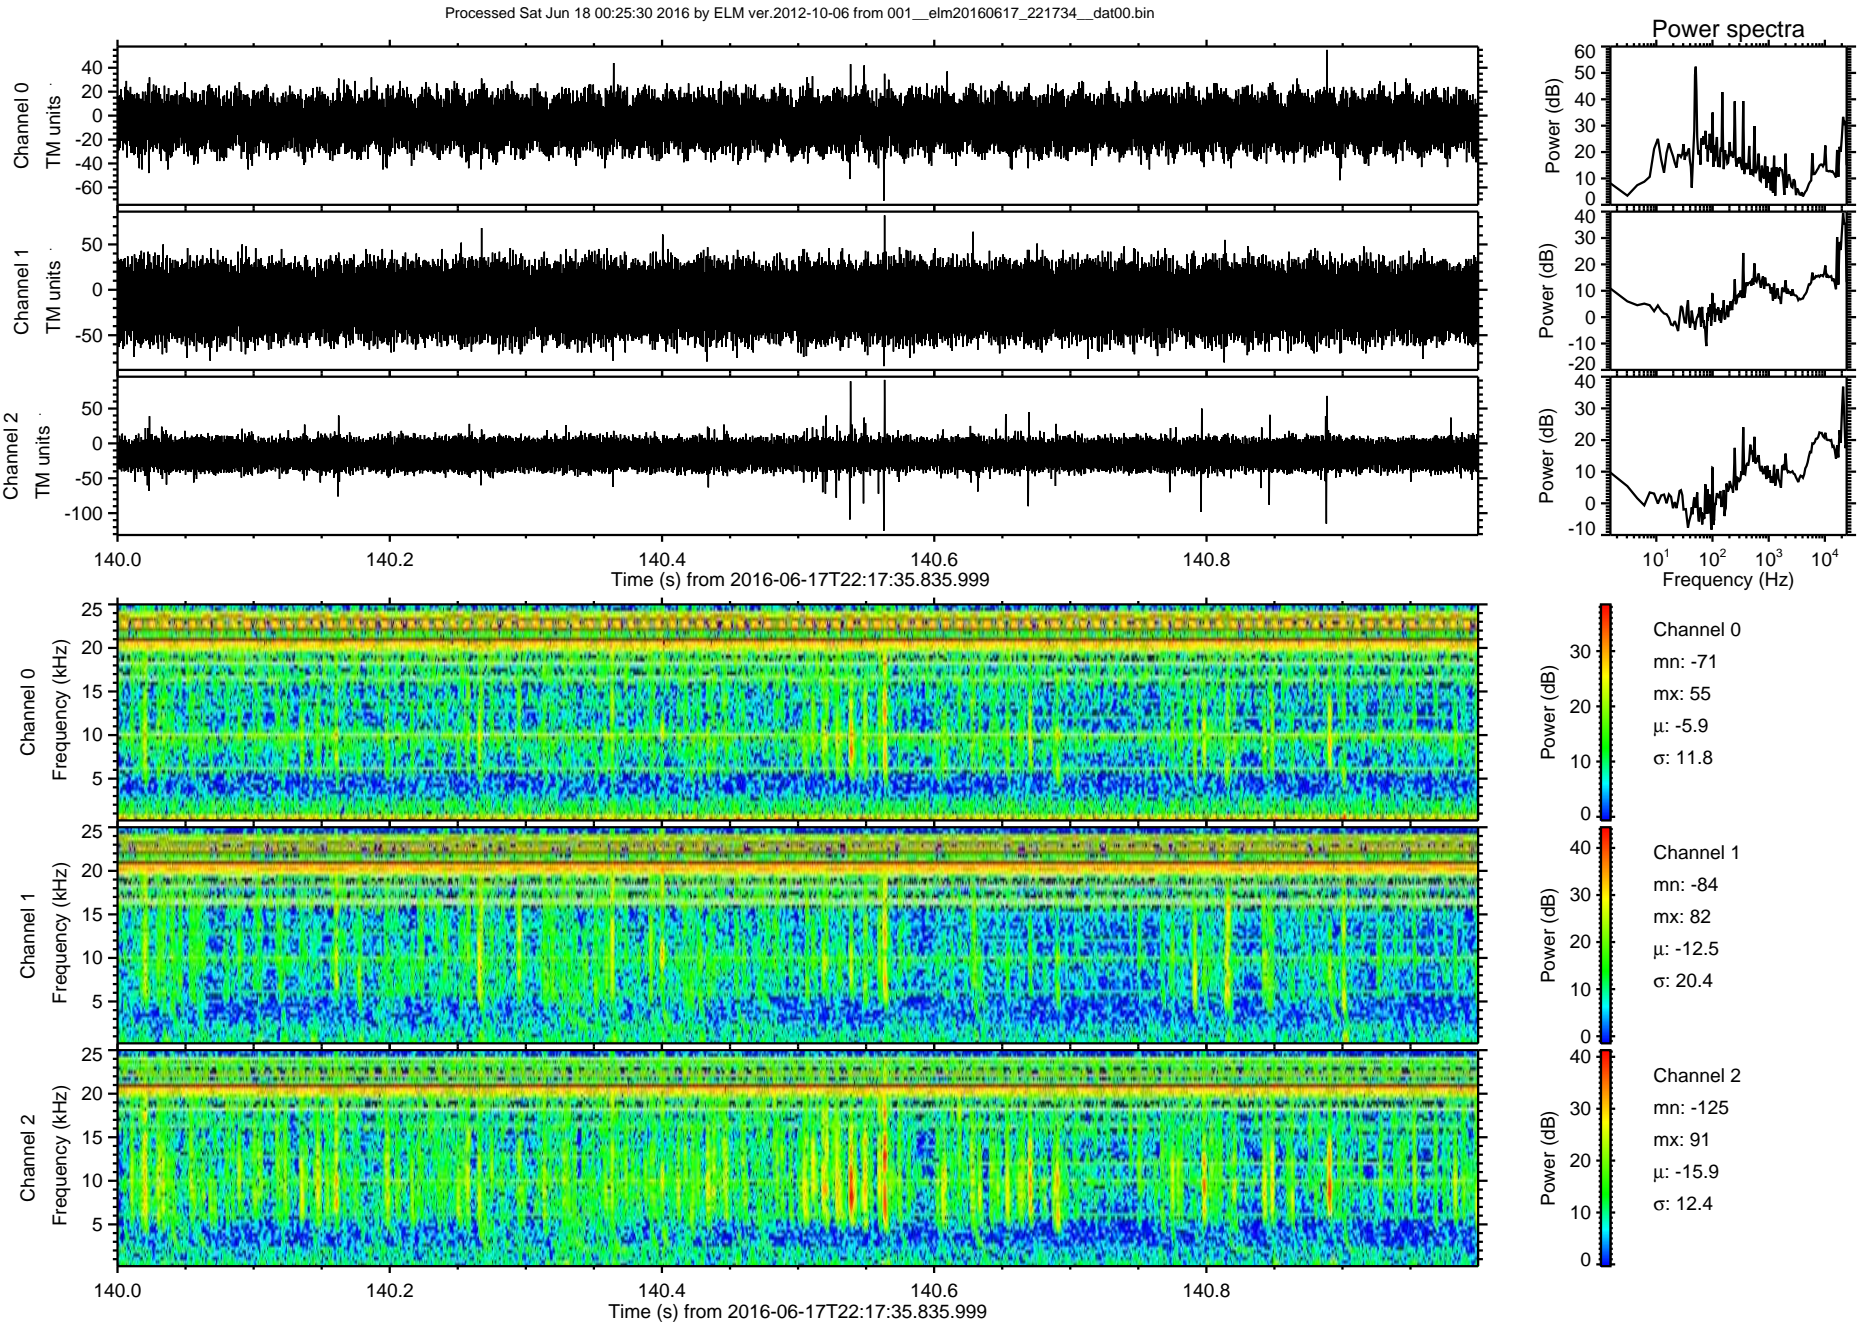 Processed Sat Jun 18 00:25:30 2016 by ELM ver.2012-10-06 from 001__elm20160617_221734__dat00.bin
Power spectra
Channel 0
TM units
40
20
0
-20
-40
-60
Power (dB)
60
50
40
30
20
10
0
Channel 1
TM units
50
0
-50
Power (dB)
40
30
20
10
0
-10
-20
Channel 2
TM units
50
0
-50
-100
Power (dB)
40
30
20
10
0
-10
140.0 140.2 140.4 140.6 140.8
Time (s) from 2016-06-17T22:17:35.835.999
10¹ 10² 10³ 10⁴
Frequency (Hz)
Channel 0
Frequency (kHz)
25
20
15
10
5
Power (dB)
30
20
10
0
Channel 0
mn: -71
mx: 55
μ: -5.9
σ: 11.8
Channel 1
Frequency (kHz)
25
20
15
10
5
Power (dB)
40
30
20
10
0
Channel 1
mn: -84
mx: 82
μ: -12.5
σ: 20.4
Channel 2
Frequency (kHz)
25
20
15
10
5
Power (dB)
40
30
20
10
0
Channel 2
mn: -125
mx: 91
μ: -15.9
σ: 12.4
140.0 140.2 140.4 140.6 140.8
Time (s) from 2016-06-17T22:17:35.835.999